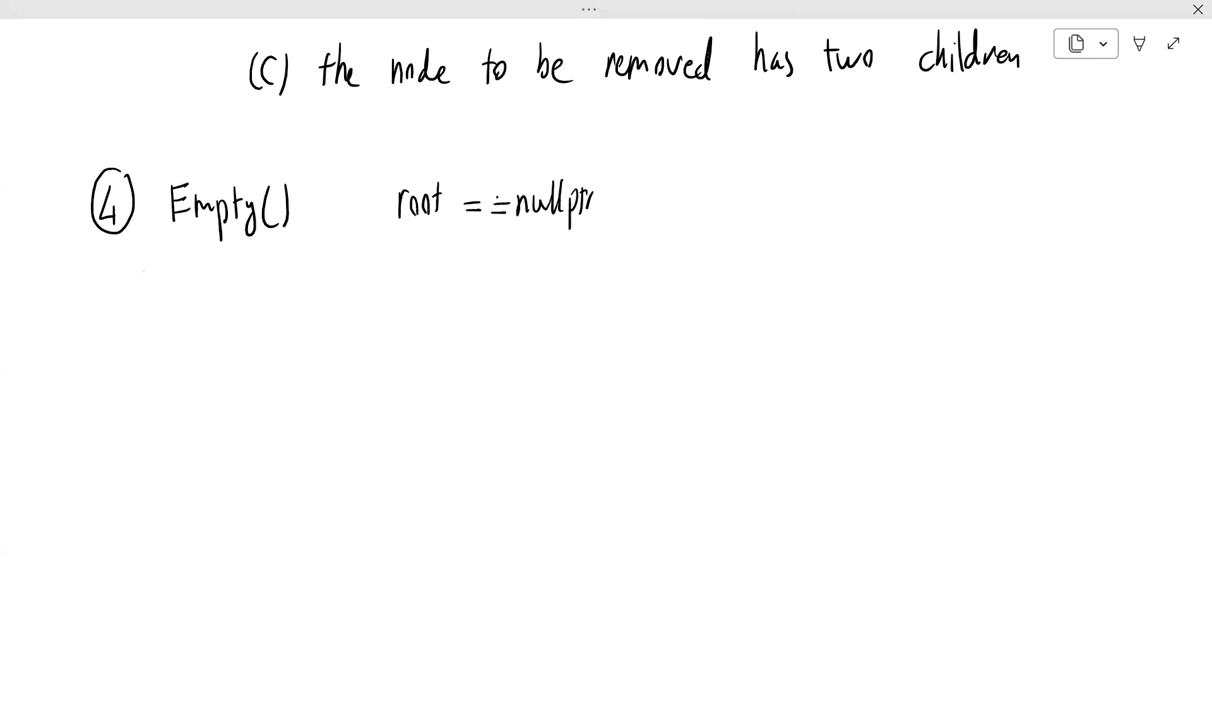 (C) the node to be removed has two children
④ Empty() root == nullptr